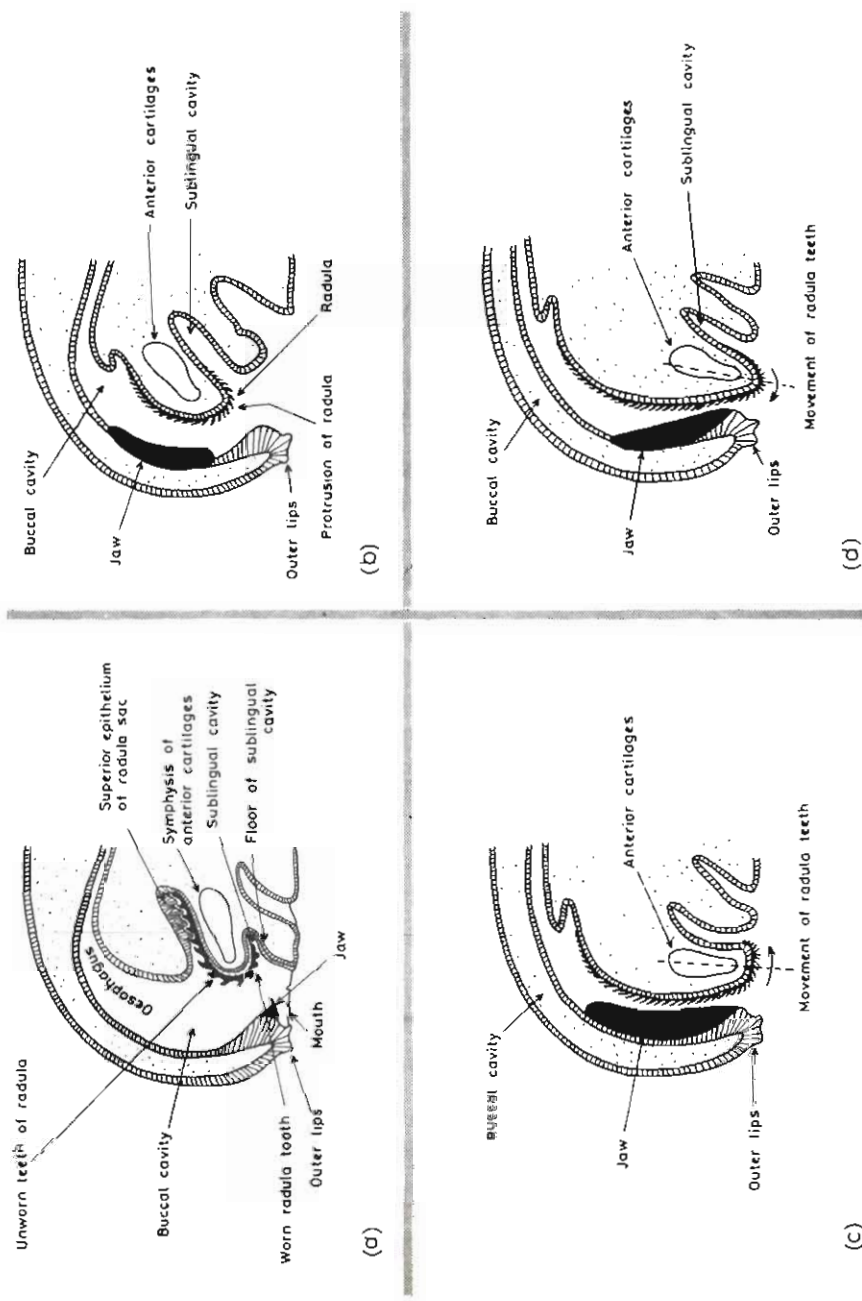 Unworn teeth of radula
Buccal cavity
Oesophagus
Superior epithelium
of radula sac
Symphysis of
anterior cartilages
Sublingual cavity
Floor of sublingual
cavity
Jaw
Mouth
Worn radula tooth
Outer lips
(a)
Buccal cavity
Jaw
Anterior cartilages
Sublingual cavity
Radula
Protrusion of radula
Outer lips
(b)
Buccal cavity
Jaw
Anterior cartilages
Outer lips
Movement of radula teeth
(c)
Buccal cavity
Jaw
Anterior cartilages
Sublingual cavity
Outer lips
Movement of radula teeth
(d)